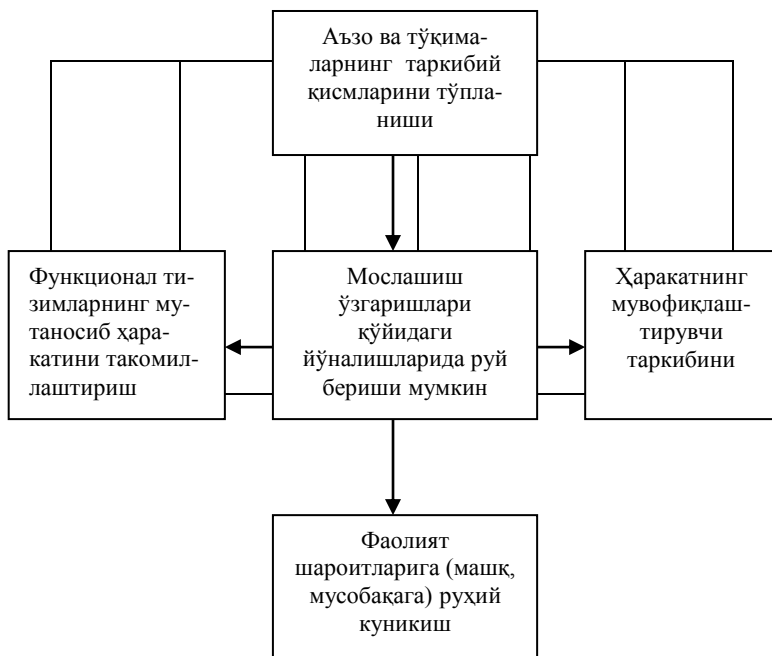 Аъзо ва тўқима-
ларнинг таркибий
қисмларини тўпла-
ниши
Функционал ти-
зимларнинг му-
таносиб ҳара-
катини такомил-
лаштириш
Мослашиш
ўзгаришлари
қўйидаги
йўналишларида руй
бериши мумкин
Ҳаракатнинг
мувофиқлаш-
тирувчи
таркибини
Фаолият
шароитларига (машқ,
мусобақага) руҳий
куникиш